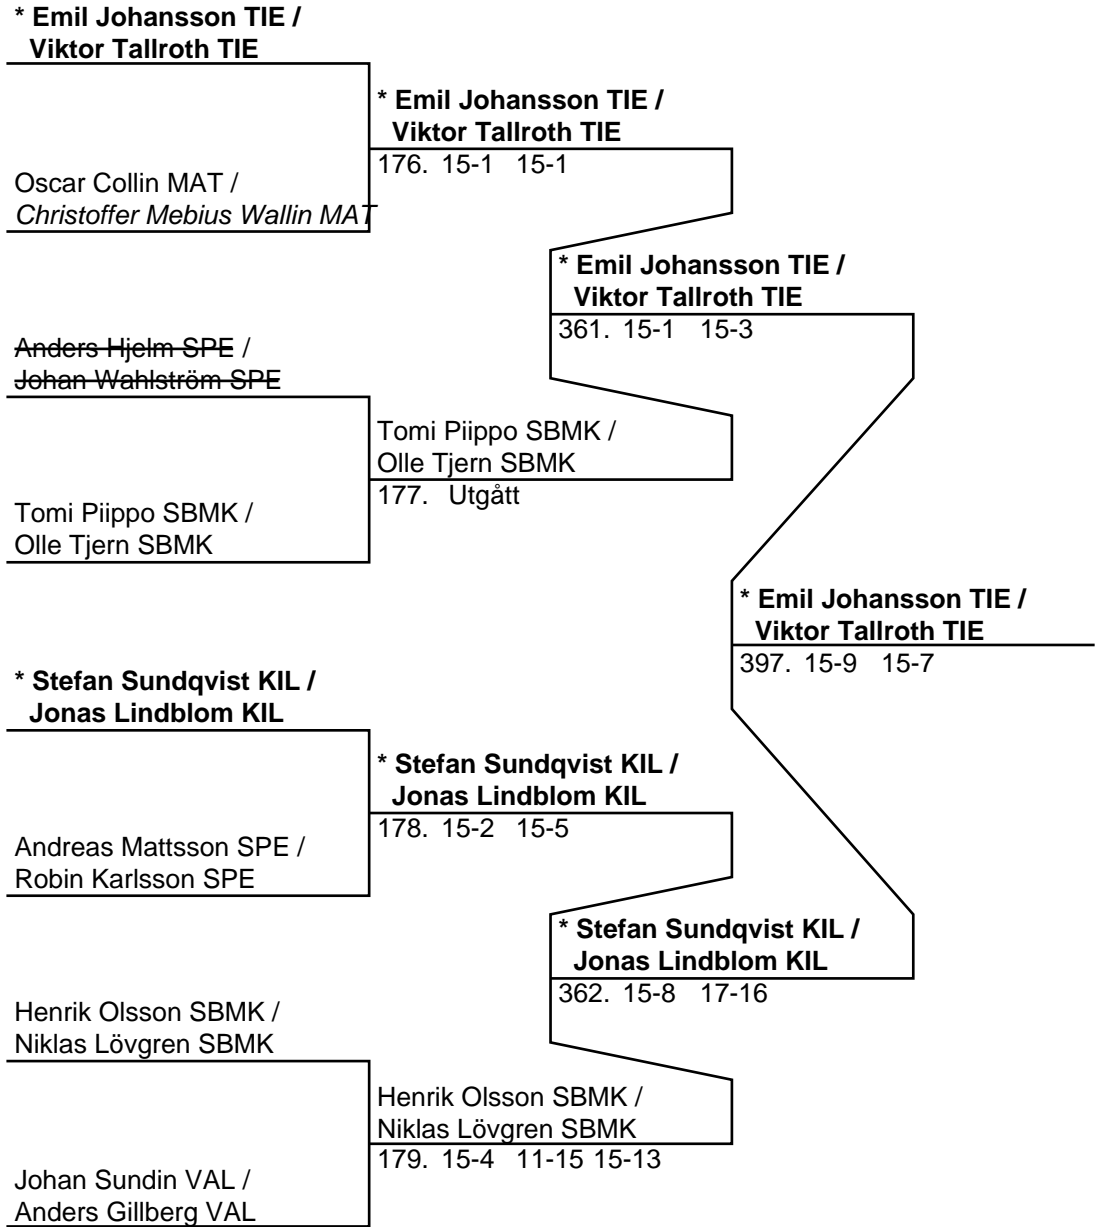 * Emil Johansson TIE /
Viktor Tallroth TIE
* Emil Johansson TIE /
Viktor Tallroth TIE
176. 15-1 15-1
Oscar Collin MAT /
Christoffer Mebius Wallin MAT
* Emil Johansson TIE /
Viktor Tallroth TIE
361. 15-1 15-3
Anders Hjelm SPE /
Johan Wahlström SPE
Tomi Piippo SBMK /
Olle Tjern SBMK
177. Utgått
Tomi Piippo SBMK /
Olle Tjern SBMK
* Emil Johansson TIE /
Viktor Tallroth TIE
397. 15-9 15-7
* Stefan Sundqvist KIL /
Jonas Lindblom KIL
* Stefan Sundqvist KIL /
Jonas Lindblom KIL
178. 15-2 15-5
Andreas Mattsson SPE /
Robin Karlsson SPE
* Stefan Sundqvist KIL /
Jonas Lindblom KIL
362. 15-8 17-16
Henrik Olsson SBMK /
Niklas Lövgren SBMK
Henrik Olsson SBMK /
Niklas Lövgren SBMK
179. 15-4 11-15 15-13
Johan Sundin VAL /
Anders Gillberg VAL